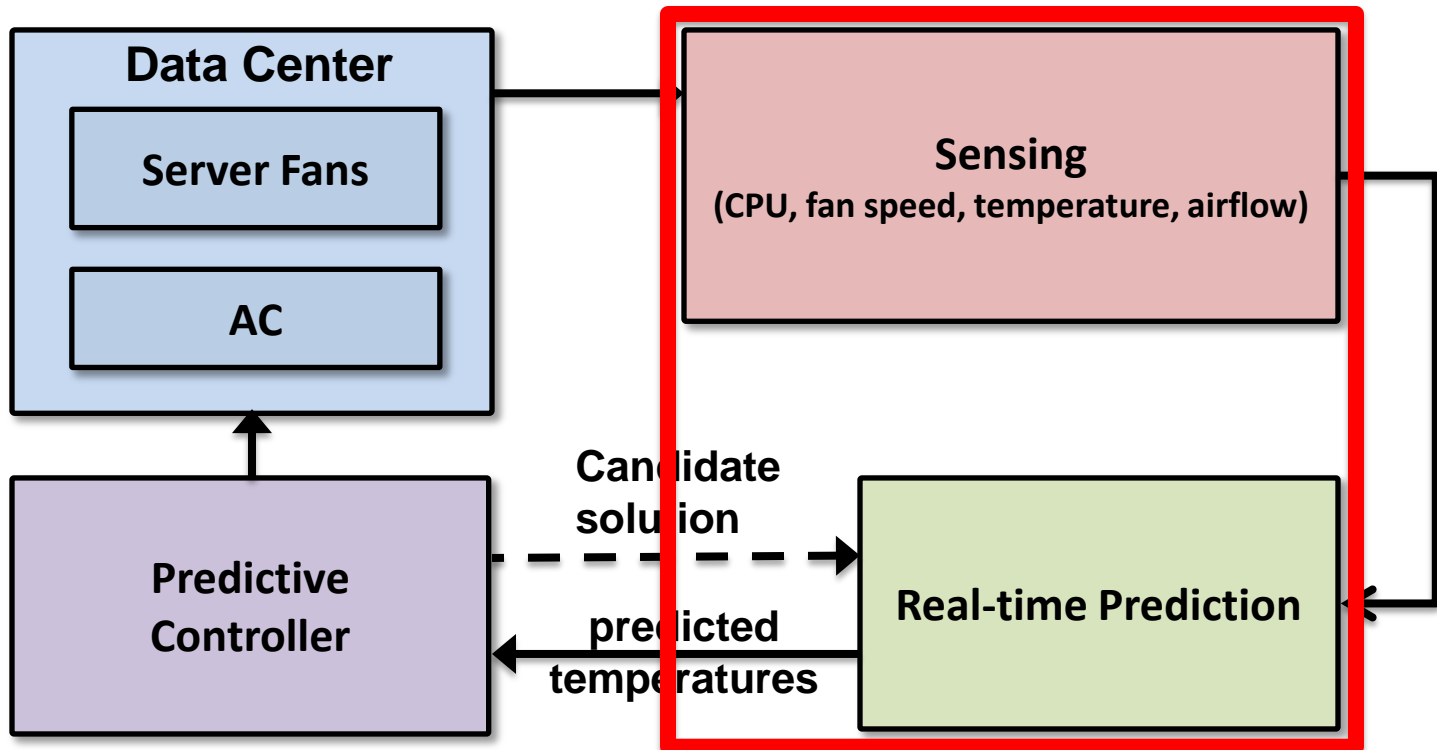 Data Center
Server Fans
AC
Sensing
(CPU, fan speed, temperature, airflow)
Candidate
solution
Predictive
Controller
predicted
temperatures
Real-time Prediction